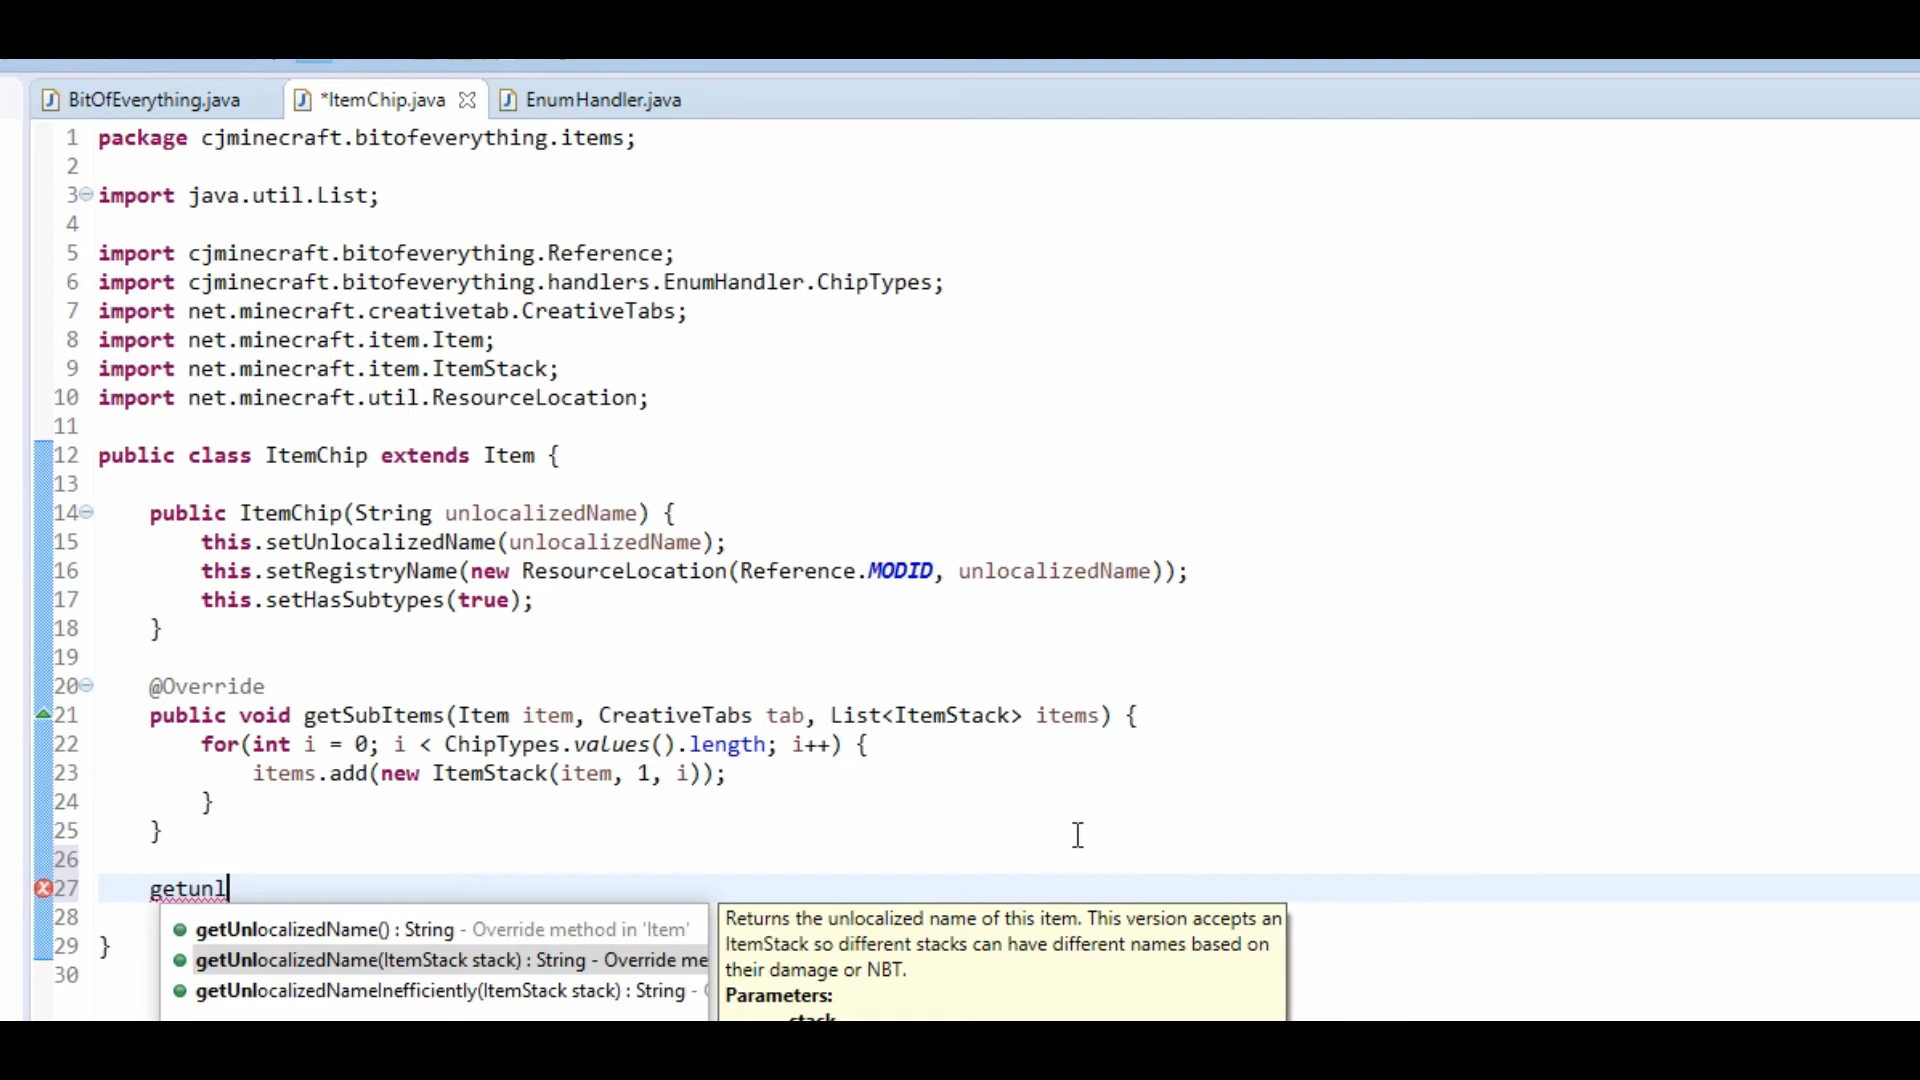 BitOfEverything.java *ItemChip.java EnumHandler.java
1 package cjminecraft.bitofeverything.items;
2
3 import java.util.List;
4
5 import cjminecraft.bitofeverything.Reference;
6 import cjminecraft.bitofeverything.handlers.EnumHandler.ChipTypes;
7 import net.minecraft.creativetab.CreativeTabs;
8 import net.minecraft.item.Item;
9 import net.minecraft.item.ItemStack;
10 import net.minecraft.util.ResourceLocation;
11
12 public class ItemChip extends Item {
13
14 public ItemChip(String unlocalizedName) {
15 this.setUnlocalizedName(unlocalizedName);
16 this.setRegistryName(new ResourceLocation(Reference.MODID, unlocalizedName));
17 this.setHasSubtypes(true);
18 }
19
20 @Override
21 public void getSubItems(Item item, CreativeTabs tab, List<ItemStack> items) {
22 for(int i = 0; i < ChipTypes.values().length; i++) {
23 items.add(new ItemStack(item, 1, i));
24 }
25 }
26
27 getunl
28
29 }
30
getUnlocalizedName() : String - Override method in 'Item'
getUnlocalizedName(ItemStack stack) : String - Override me
getUnlocalizedNameInefficiently(ItemStack stack) : String -
Returns the unlocalized name of this item. This version accepts an
ItemStack so different stacks can have different names based on
their damage or NBT.
Parameters:
stack